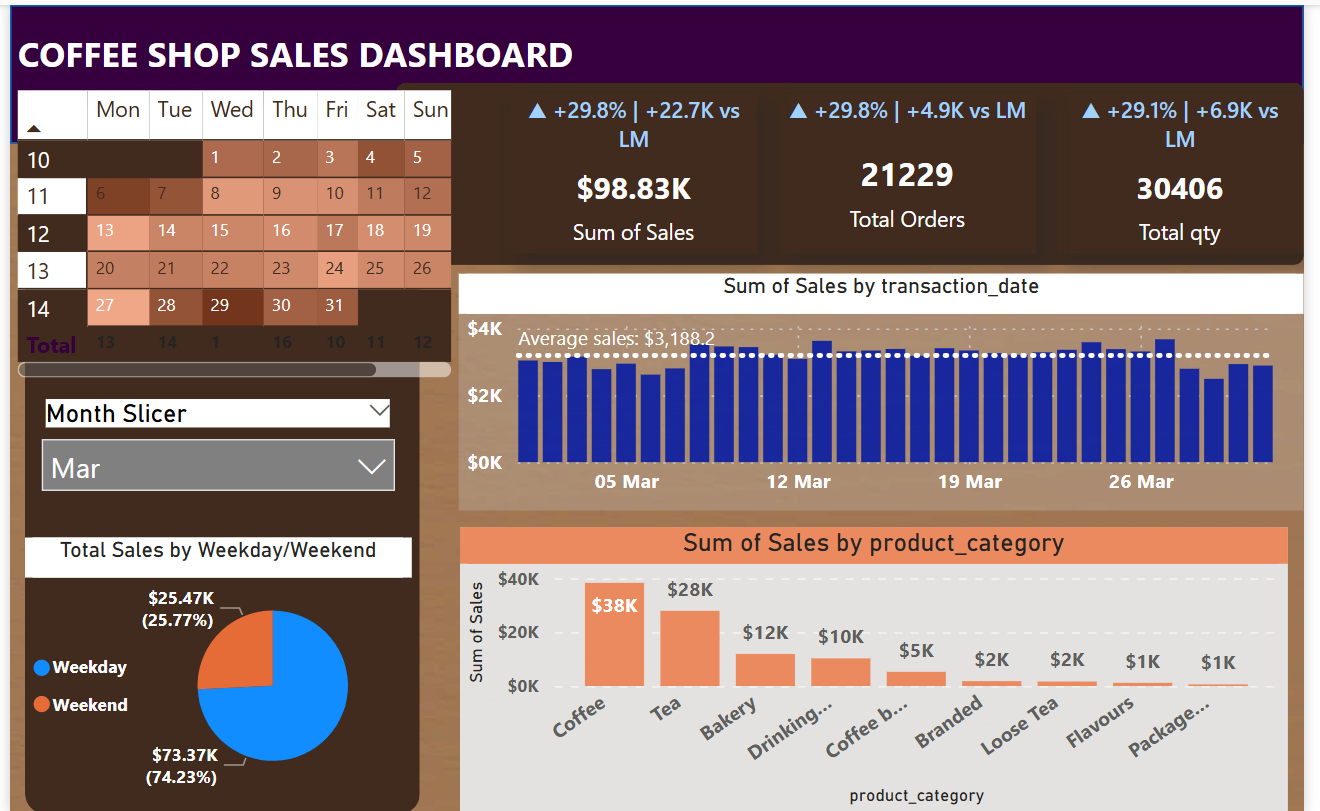 COFFEE SHOP SALES DASHBOARD
Mon Tue Wed Thu Fri Sat Sun
10 1 2 3 4 5
11 6 7 8 9 10 11 12
12 13 14 15 16 17 18 19
13 20 21 22 23 24 25 26
14 27 28 29 30 31
Total 13 14 1 16 10 11 12
▲ +29.8% | +22.7K vs
LM
$98.83K
Sum of Sales
▲ +29.8% | +4.9K vs LM
21229
Total Orders
▲ +29.1% | +6.9K vs
LM
30406
Total qty
Sum of Sales by transaction_date
$4K
Average sales: $3,188.2
$2K
$0K
05 Mar 12 Mar 19 Mar 26 Mar
Month Slicer
Mar
Total Sales by Weekday/Weekend
$25.47K
(25.77%)
Weekday
Weekend
$73.37K
(74.23%)
Sum of Sales by product_category
Sum of Sales
$40K
$20K
$0K
$38K $28K $12K $10K $5K $2K $2K $1K $1K
Coffee Tea Bakery Drinking... Coffee b... Branded Loose Tea Flavours Package...
product_category